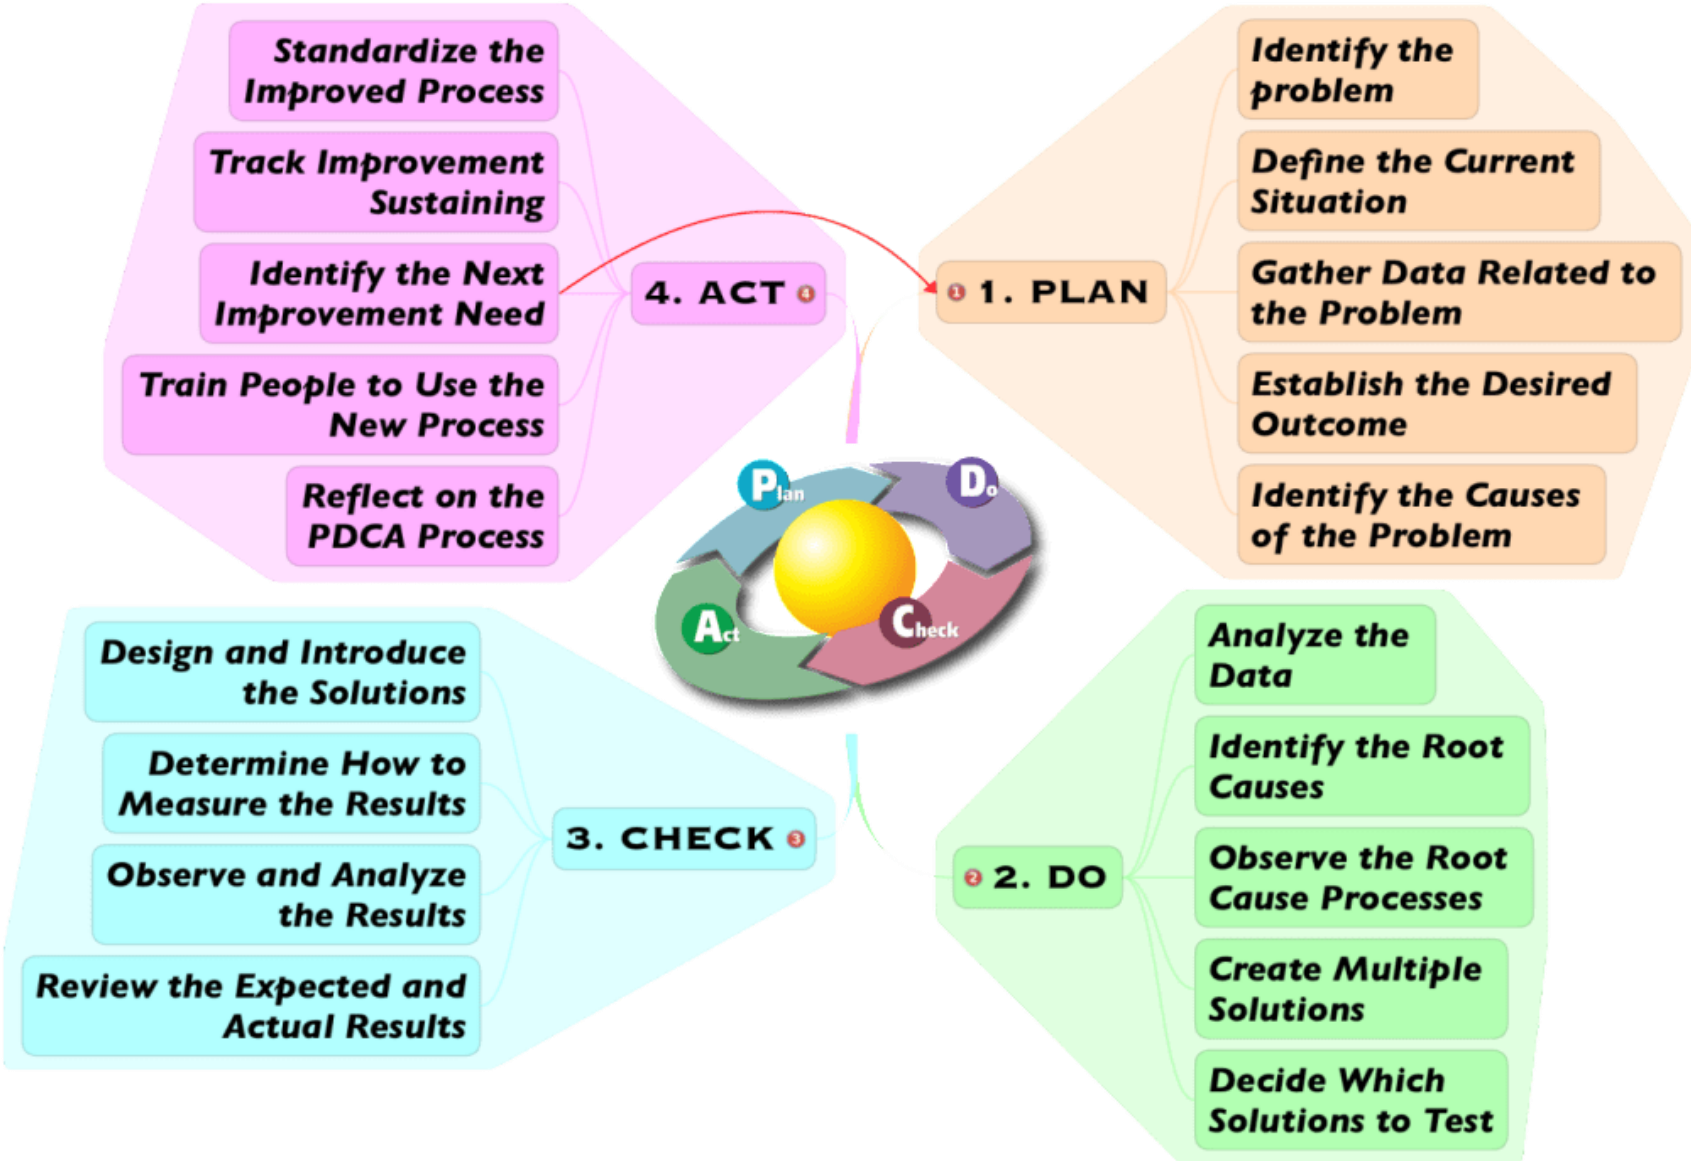 Standardize the
Improved Process
Track Improvement
Sustaining
Identify the Next
Improvement Need
Train People to Use the
New Process
Reflect on the
PDCA Process
4. ACT 4
1 1. PLAN
Identify the
problem
Define the Current
Situation
Gather Data Related to
the Problem
Establish the Desired
Outcome
Identify the Causes
of the Problem
Plan
Do
Act
Check
Design and Introduce
the Solutions
Determine How to
Measure the Results
Observe and Analyze
the Results
Review the Expected and
Actual Results
3. CHECK 3
2 2. DO
Analyze the
Data
Identify the Root
Causes
Observe the Root
Cause Processes
Create Multiple
Solutions
Decide Which
Solutions to Test